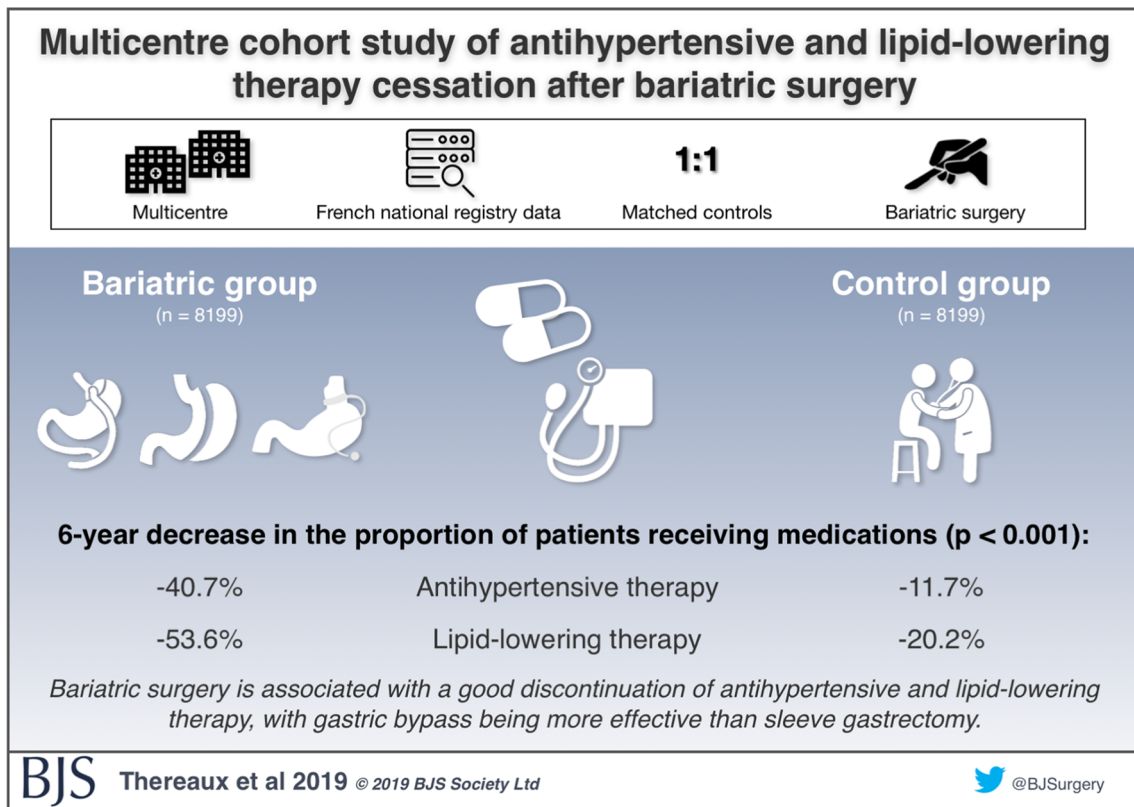 Multicentre cohort study of antihypertensive and lipid-lowering
therapy cessation after bariatric surgery
1:1
Multicentre
French national registry data
Matched controls
Bariatric surgery
Bariatric group
(n = 8199)
Control group
(n = 8199)
6-year decrease in the proportion of patients receiving medications (p < 0.001):
-40.7% Antihypertensive therapy -11.7%
-53.6% Lipid-lowering therapy -20.2%
Bariatric surgery is associated with a good discontinuation of antihypertensive and lipid-lowering
therapy, with gastric bypass being more effective than sleeve gastrectomy.
BJS Thereaux et al 2019 © 2019 BJS Society Ltd @BJSurgery